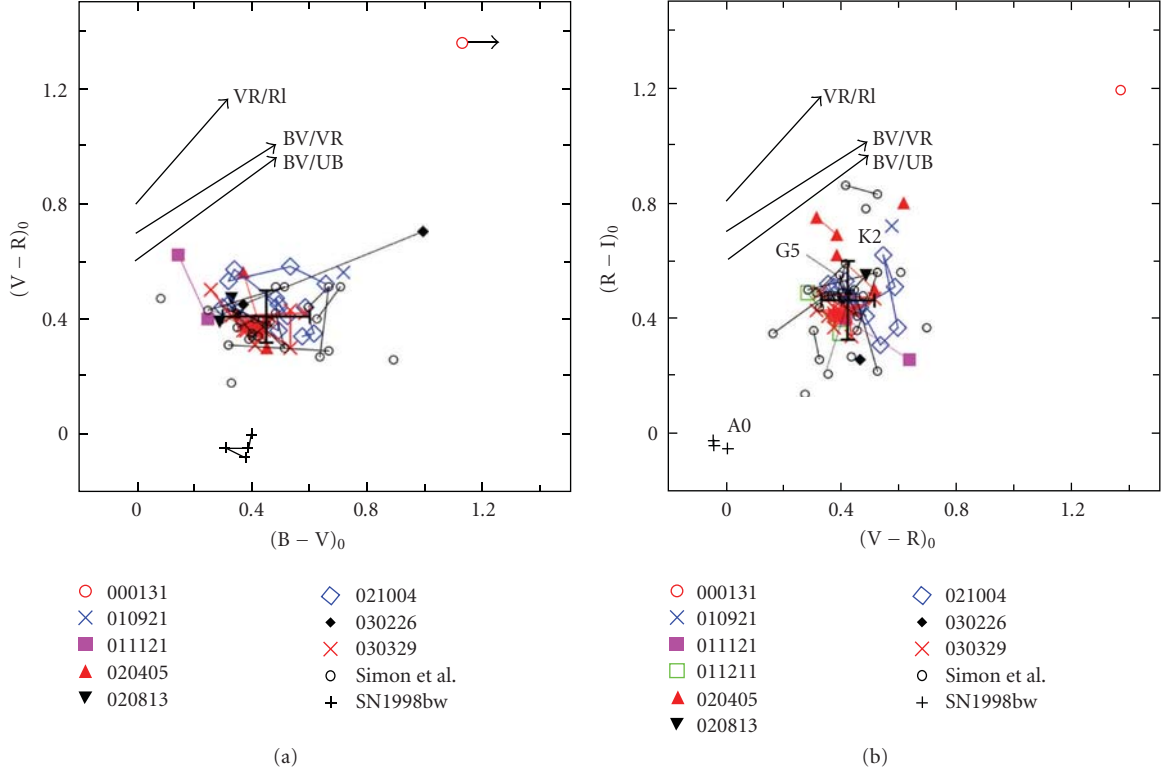 1.2
0.8
0.4
0
(V − R)0
VR/Rl
BV/VR
BV/UB
0
0.4
0.8
1.2
(B − V)0
000131
010921
011121
020405
020813
021004
030226
030329
Simon et al.
SN1998bw
(a)
1.2
0.8
0.4
0
(R − I)0
VR/Rl
BV/VR
BV/UB
K2
G5
A0
0
0.4
0.8
1.2
(V − R)0
000131
010921
011121
011211
020405
020813
021004
030226
030329
Simon et al.
SN1998bw
(b)